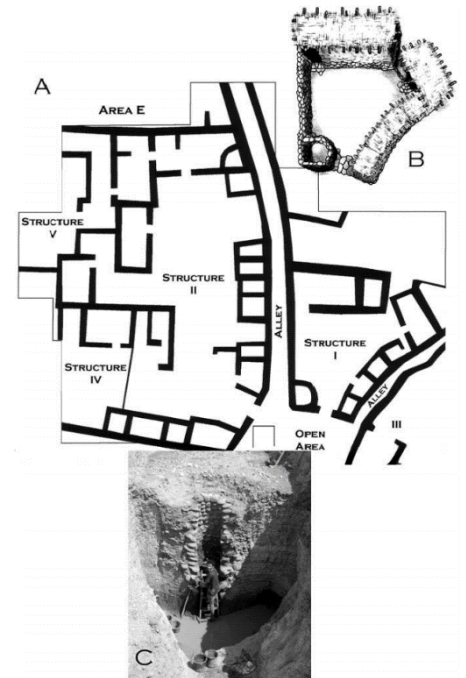 A
B
AREA E
STRUCTURE
V
STRUCTURE
II
ALLEY
STRUCTURE
I
STRUCTURE
IV
ALLEY
III
OPEN
AREA
C